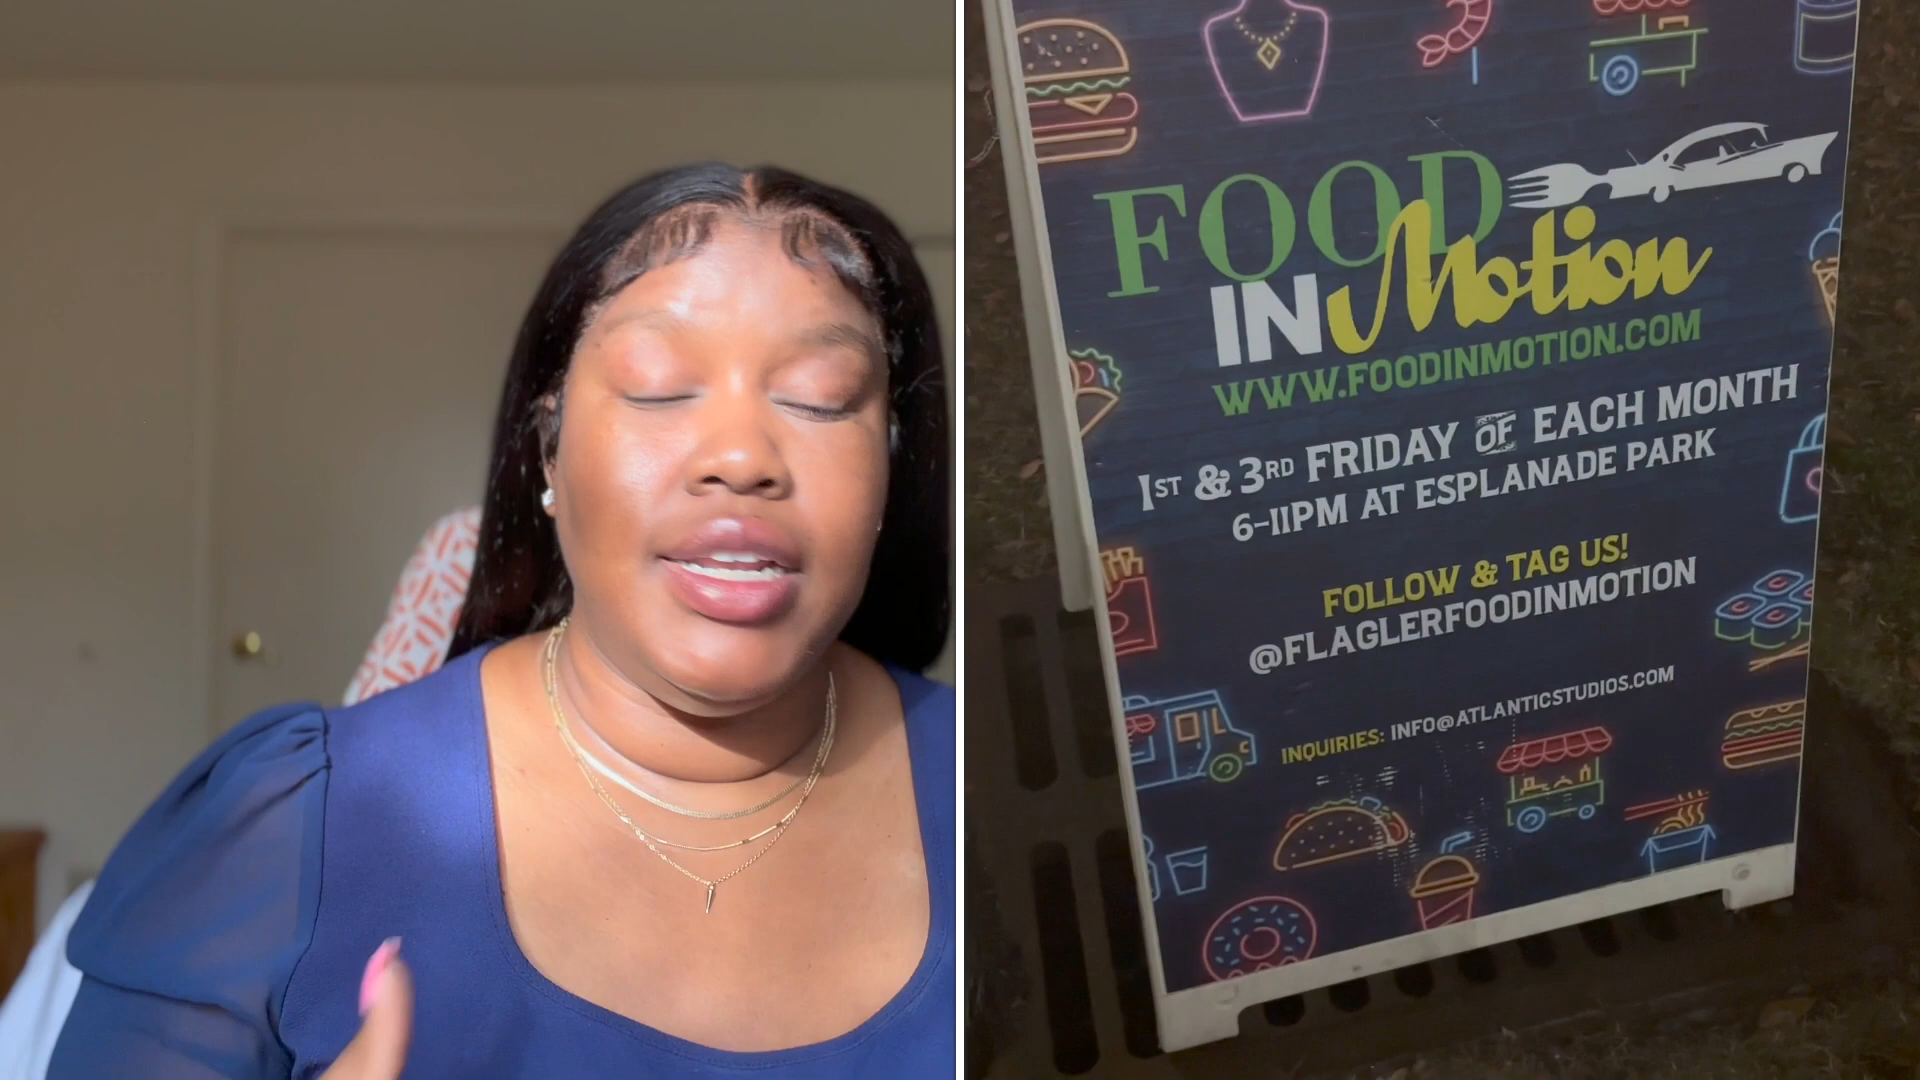 FOOD
IN Motion
WWW.FOODINMOTION.COM
1ST & 3RD FRIDAY OF EACH MONTH
6-11PM AT ESPLANADE PARK
FOLLOW & TAG US!
@FLAGLERFOODINMOTION
INQUIRIES: INFO@ATLANTICSTUDIOS.COM